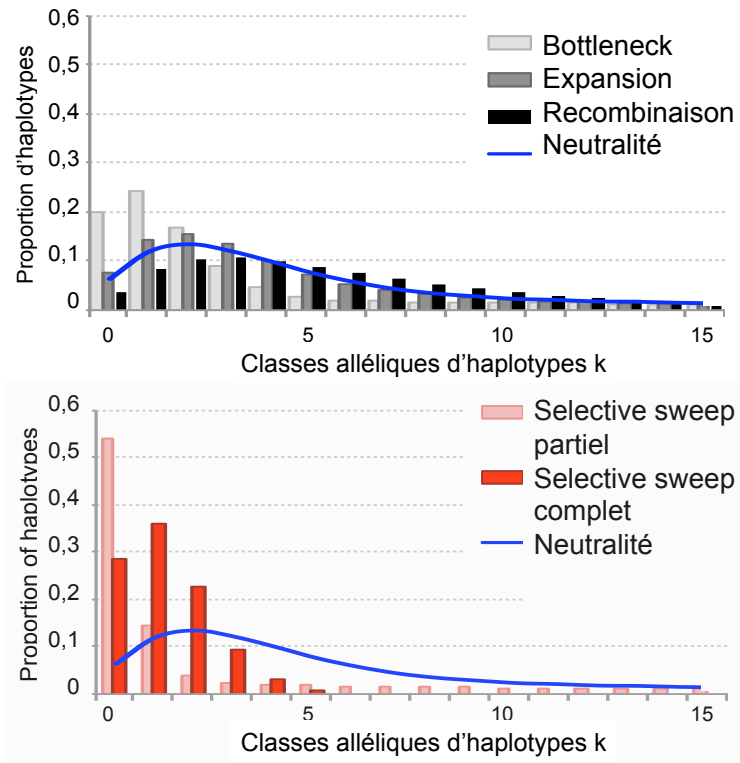 0,6
0,5
0,4
0,3
0,2
0,1
0
Proportion d'haplotypes
Bottleneck
Expansion
Recombinaison
Neutralité
0 5 10 15
Classes alléliques d'haplotypes k
0,6
0,5
0,4
0,3
0,2
0,1
0
Proportion of haplotypes
Selective sweep
partiel
Selective sweep
complet
Neutralité
0 5 10 15
Classes alléliques d'haplotypes k